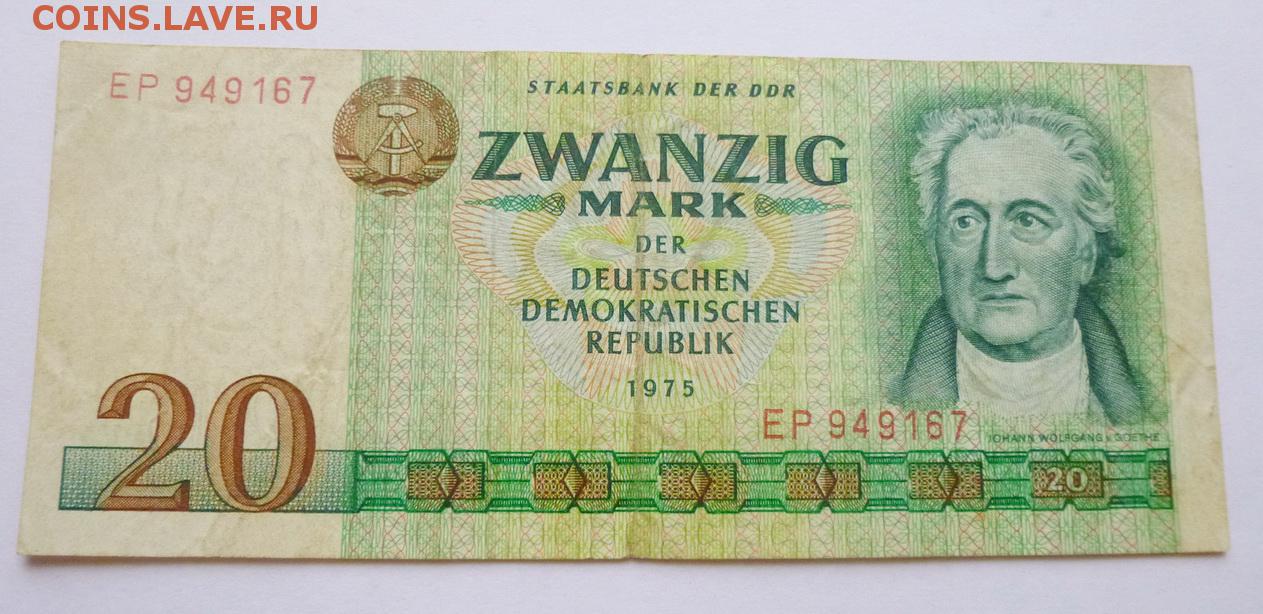 COINS.LAVE.RU
EP 949167
STAATSBANK DER DDR
ZWANZIG
MARK
DER
DEUTSCHEN
DEMOKRATISCHEN
REPUBLIK
1975
EP 949167
JOHANN WOLFGANG v. GOETHE
20
20